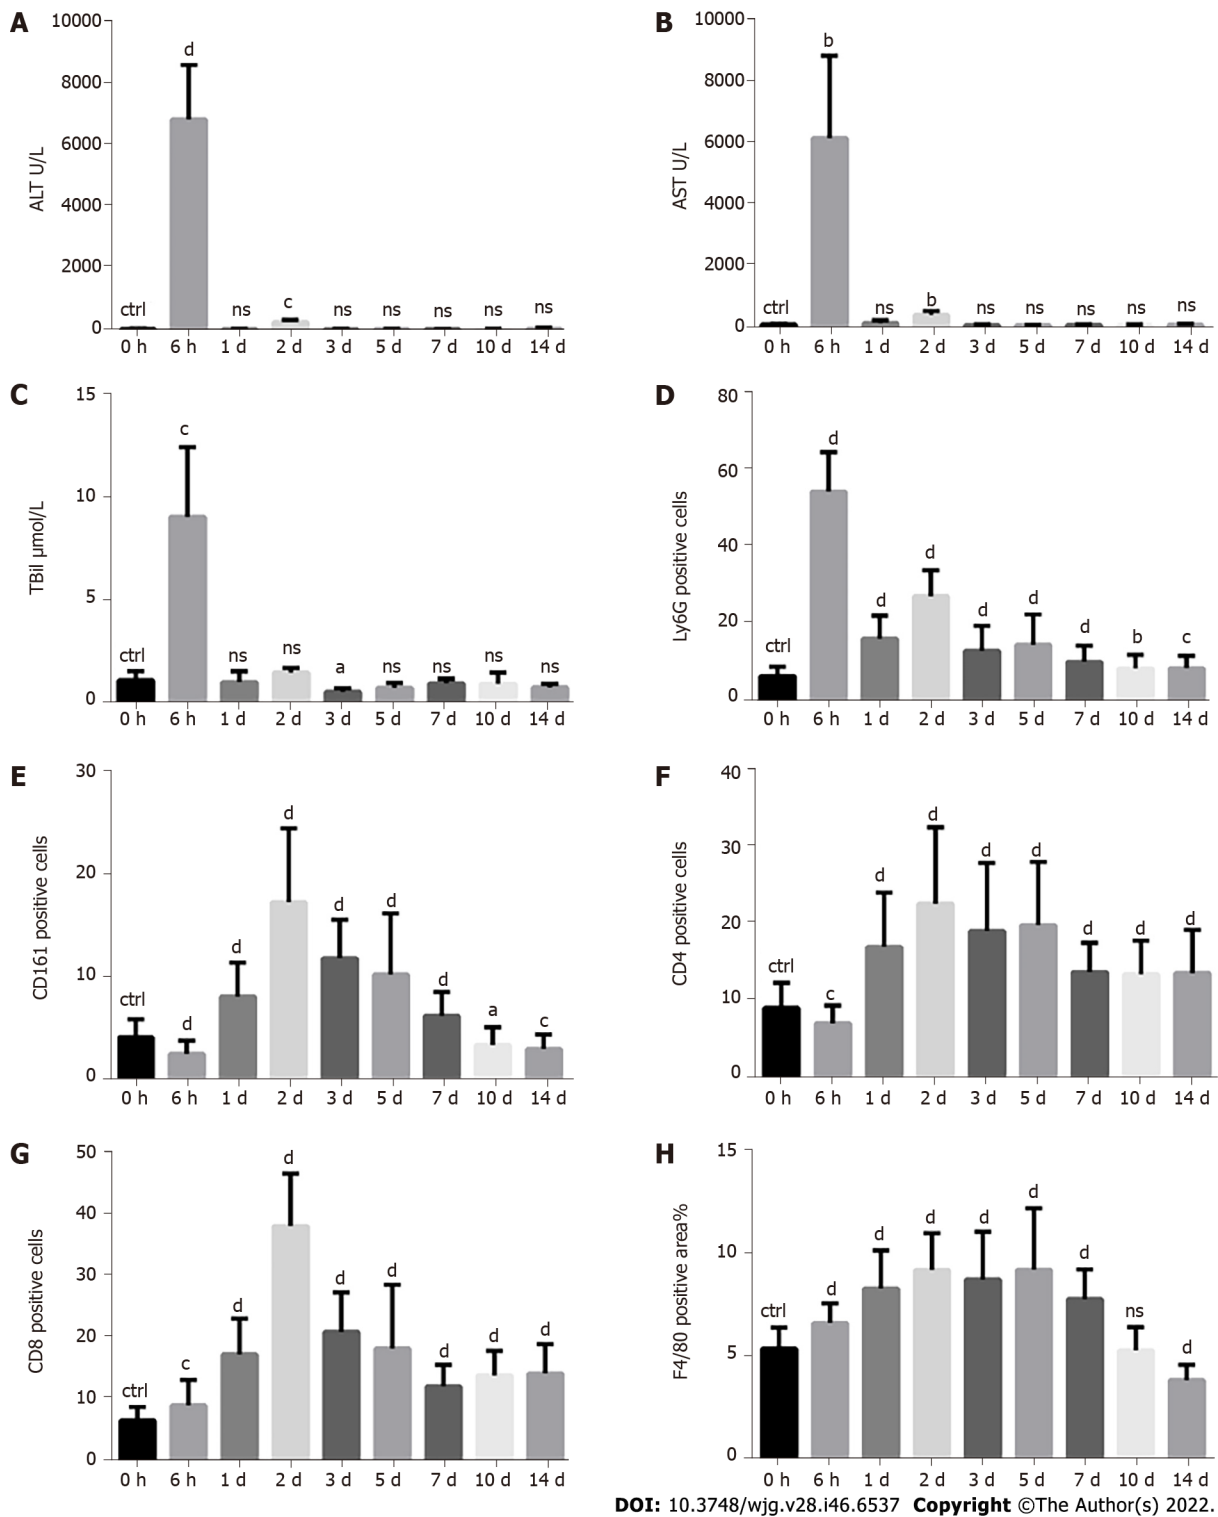 A
ALT U/L
10000
8000
6000
4000
2000
0
ctrl d ns c ns ns ns ns ns
0 h 6 h 1 d 2 d 3 d 5 d 7 d 10 d 14 d
B
AST U/L
10000
8000
6000
4000
2000
0
ctrl b ns b ns ns ns ns ns
0 h 6 h 1 d 2 d 3 d 5 d 7 d 10 d 14 d
C
TBil µmol/L
15
10
5
0
ctrl c ns ns a ns ns ns ns
0 h 6 h 1 d 2 d 3 d 5 d 7 d 10 d 14 d
D
Ly6G positive cells
80
60
40
20
0
ctrl d d d d d d b c
0 h 6 h 1 d 2 d 3 d 5 d 7 d 10 d 14 d
E
CD161 positive cells
30
20
10
0
ctrl d d d d d d a c
0 h 6 h 1 d 2 d 3 d 5 d 7 d 10 d 14 d
F
CD4 positive cells
40
30
20
10
0
ctrl c d d d d d d d
0 h 6 h 1 d 2 d 3 d 5 d 7 d 10 d 14 d
G
CD8 positive cells
50
40
30
20
10
0
ctrl c d d d d d d d
0 h 6 h 1 d 2 d 3 d 5 d 7 d 10 d 14 d
H
F4/80 positive area%
15
10
5
0
ctrl d d d d d d ns d
0 h 6 h 1 d 2 d 3 d 5 d 7 d 10 d 14 d
DOI: 10.3748/wjg.v28.i46.6537 Copyright ©The Author(s) 2022.